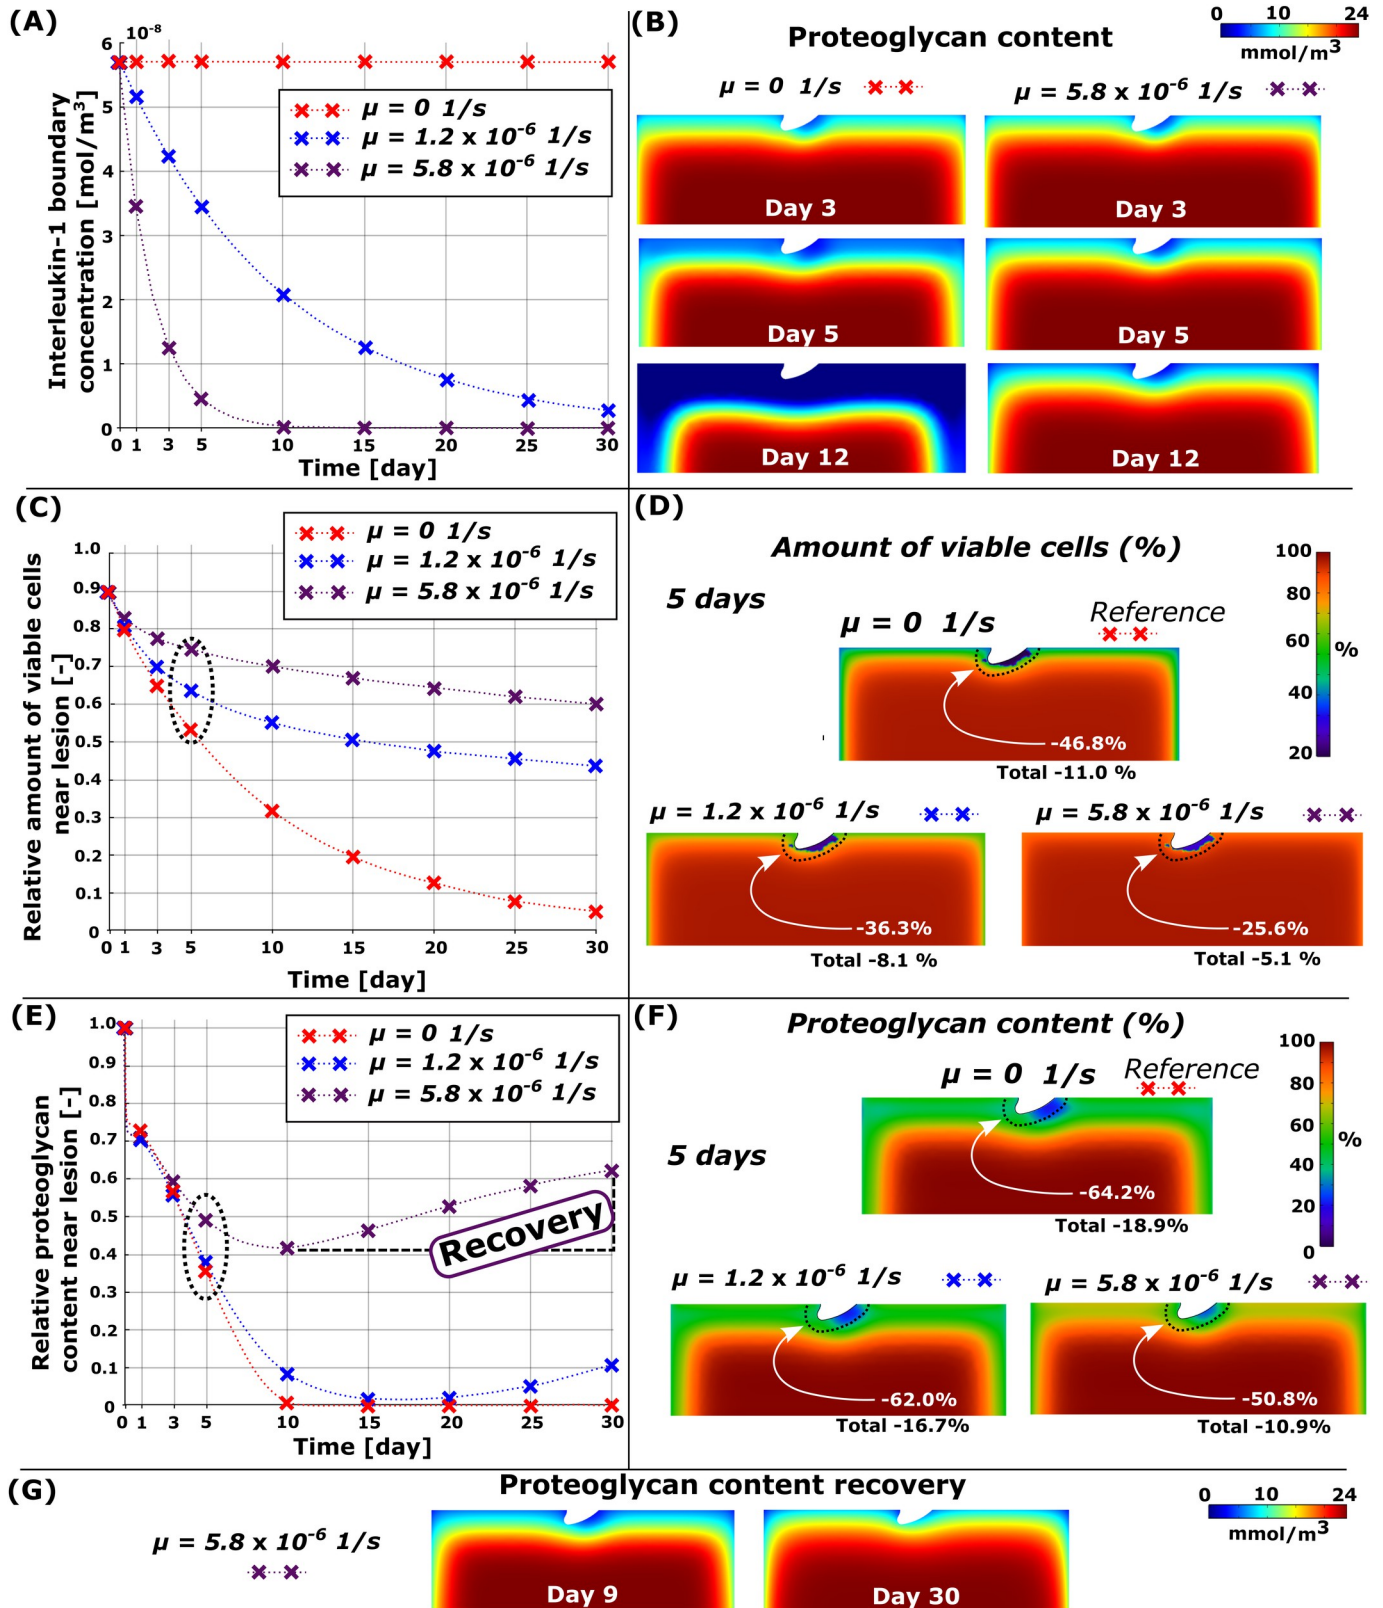 (A)
10⁻⁸
6
5
4
3
2
1
0
0 1 3 5 10 15 20 25 30
Interleukin-1 boundary
concentration [mol/m³]
Time [day]
μ = 0 1/s
μ = 1.2 x 10⁻⁶ 1/s
μ = 5.8 x 10⁻⁶ 1/s
(B)
Proteoglycan content
0 10 24
mmol/m³
μ = 0 1/s
μ = 5.8 x 10⁻⁶ 1/s
Day 3
Day 3
Day 5
Day 5
Day 12
Day 12
(C)
1.0
0.9
0.8
0.7
0.6
0.5
0.4
0.3
0.2
0.1
0
0 1 3 5 10 15 20 25 30
Relative amount of viable cells
near lesion [-]
Time [day]
μ = 0 1/s
μ = 1.2 x 10⁻⁶ 1/s
μ = 5.8 x 10⁻⁶ 1/s
(D)
Amount of viable cells (%)
5 days
μ = 0 1/s
Reference
100
80
60
%
40
20
-46.8%
Total -11.0 %
μ = 1.2 x 10⁻⁶ 1/s
μ = 5.8 x 10⁻⁶ 1/s
-36.3%
Total -8.1 %
-25.6%
Total -5.1 %
(E)
1.0
0.9
0.8
0.7
0.6
0.5
0.4
0.3
0.2
0.1
0
0 1 3 5 10 15 20 25 30
Relative proteoglycan
content near lesion [-]
Time [day]
μ = 0 1/s
μ = 1.2 x 10⁻⁶ 1/s
μ = 5.8 x 10⁻⁶ 1/s
Recovery
(F)
Proteoglycan content (%)
5 days
μ = 0 1/s
Reference
100
80
60
%
40
20
0
-64.2%
Total -18.9%
μ = 1.2 x 10⁻⁶ 1/s
μ = 5.8 x 10⁻⁶ 1/s
-62.0%
Total -16.7%
-50.8%
Total -10.9%
(G)
Proteoglycan content recovery
0 10 24
mmol/m³
μ = 5.8 x 10⁻⁶ 1/s
Day 9
Day 30